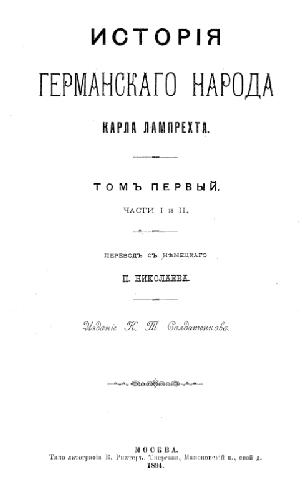 ИСТОРІЯ
ГЕРМАНСКАГО НАРОДА
КАРЛА ЛАМПРЕХТА.
ТОМЪ ПЕРВЫЙ.
ЧАСТИ I и II.
ПЕРЕВОДЪ СЪ НѢМЕЦКАГО
П. НИКОЛАЕВА.
Изданіе К. Т. Солдатенкова.
МОСКВА.
Типо литографія В. Рихтеръ, Тверская, Мамоновскій п., свой д.
1894.